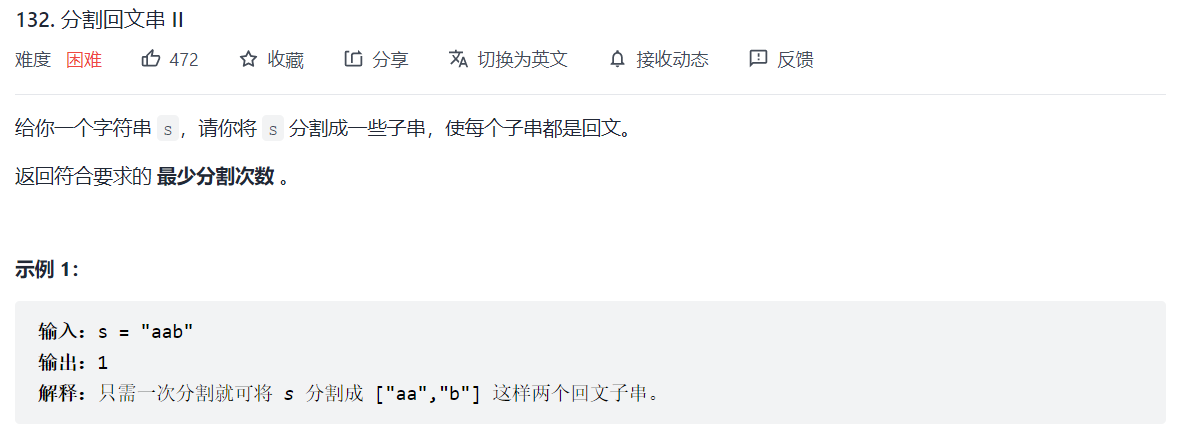 132. 分割回文串 II
难度 困难 472 收藏 分享 切换为英文 接收动态 反馈
给你一个字符串 s，请你将 s 分割成一些子串，使每个子串都是回文。
返回符合要求的 最少分割次数 。
示例 1：
输入：s = "aab"
输出：1
解释：只需一次分割就可将 s 分割成 ["aa","b"] 这样两个回文子串。